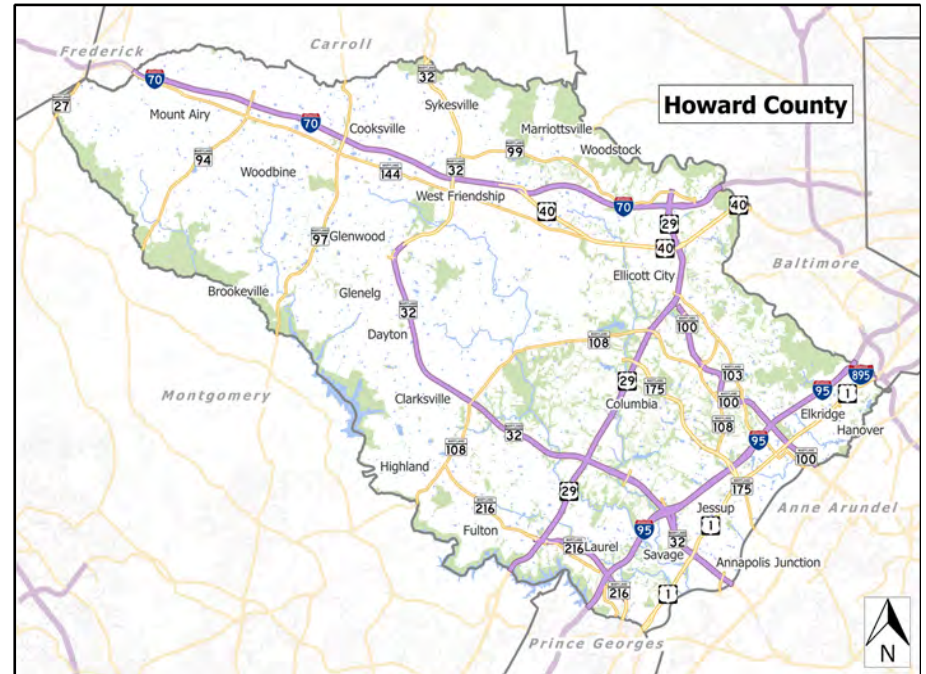 Frederick
Carroll
Howard County
MARYLAND
32
INTERSTATE
70
MARYLAND
27
Sykesville
Mount Airy
70
Cooksville
Marriottsville
99
Woodstock
94
Woodbine
144
32
West Friendship
70
40
40
29
97
Glenwood
40
Baltimore
Ellicott City
Brookeville
Glenelg
32
Dayton
100
108
103
895
95
1
Montgomery
29
175
Columbia
100
Elkridge
Clarksville
108
Hanover
32
95
108
100
Highland
175
29
216
Anne Arundel
Jessup
1
Fulton
95
216
Laurel
32
Savage
Annapolis Junction
216
1
Prince Georges
N